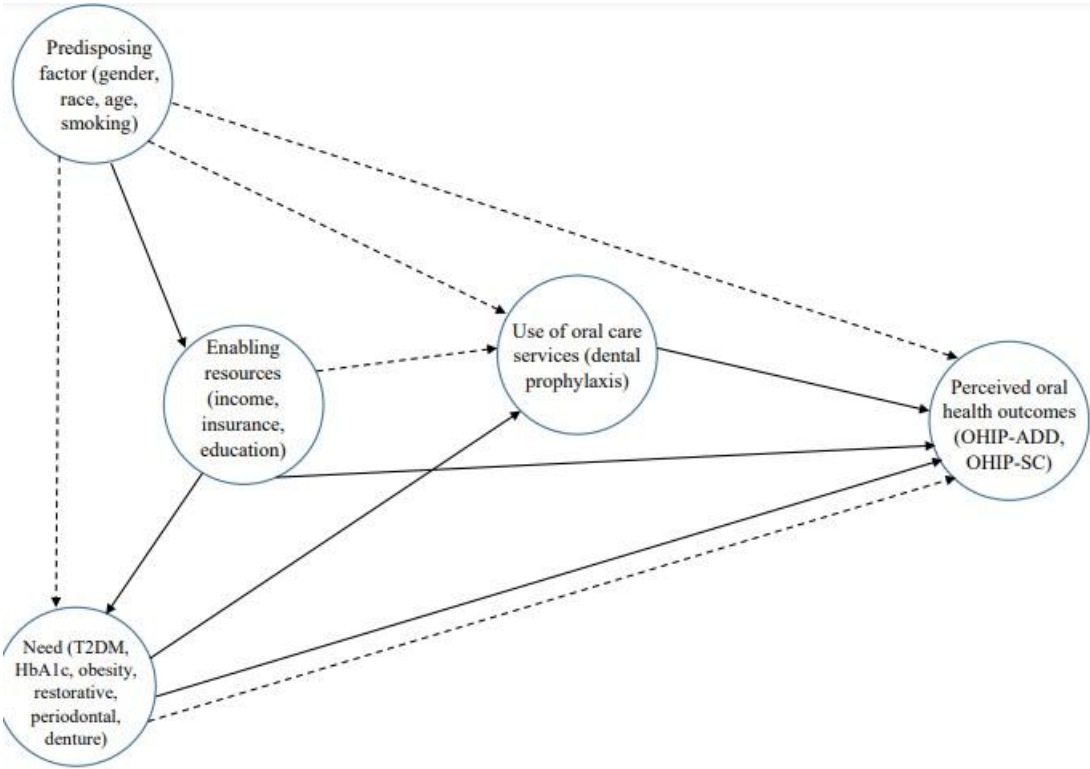 Predisposing
factor (gender,
race, age,
smoking)
Enabling
resources
(income,
insurance,
education)
Use of oral care
services (dental
prophylaxis)
Perceived oral
health outcomes
(OHIP-ADD,
OHIP-SC)
Need (T2DM,
HbA1c, obesity,
restorative,
periodontal,
denture)